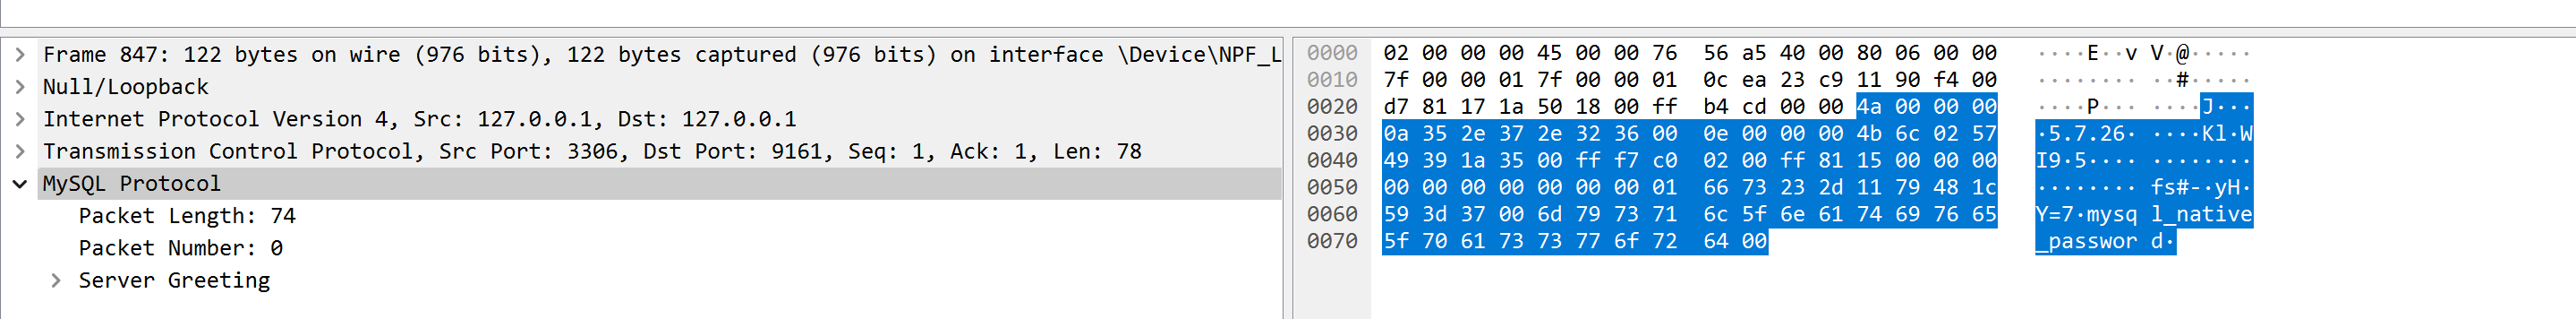 Frame 847: 122 bytes on wire (976 bits), 122 bytes captured (976 bits) on interface \Device\NPF_L
Null/Loopback
Internet Protocol Version 4, Src: 127.0.0.1, Dst: 127.0.0.1
Transmission Control Protocol, Src Port: 3306, Dst Port: 9161, Seq: 1, Ack: 1, Len: 78
MySQL Protocol
Packet Length: 74
Packet Number: 0
Server Greeting
0000 02 00 00 00 45 00 00 76 56 a5 40 00 80 06 00 00 ····E··v V·@·····
0010 7f 00 00 01 7f 00 00 01 0c ea 23 c9 11 90 f4 00 ········ ··#·····
0020 d7 81 17 1a 50 18 00 ff b4 cd 00 00 4a 00 00 00 ····P··· ····J···
0030 0a 35 2e 37 2e 32 36 00 0e 00 00 00 4b 6c 02 57 ·5.7.26· ····Kl·W
0040 49 39 1a 35 00 ff f7 c0 02 00 ff 81 15 00 00 00 I9·5···· ········
0050 00 00 00 00 00 00 00 01 66 73 23 2d 11 79 48 1c ········ fs#-·yH·
0060 59 3d 37 00 6d 79 73 71 6c 5f 6e 61 74 69 76 65 Y=7·mysq l_native
0070 5f 70 61 73 73 77 6f 72 64 00 _passwor d·